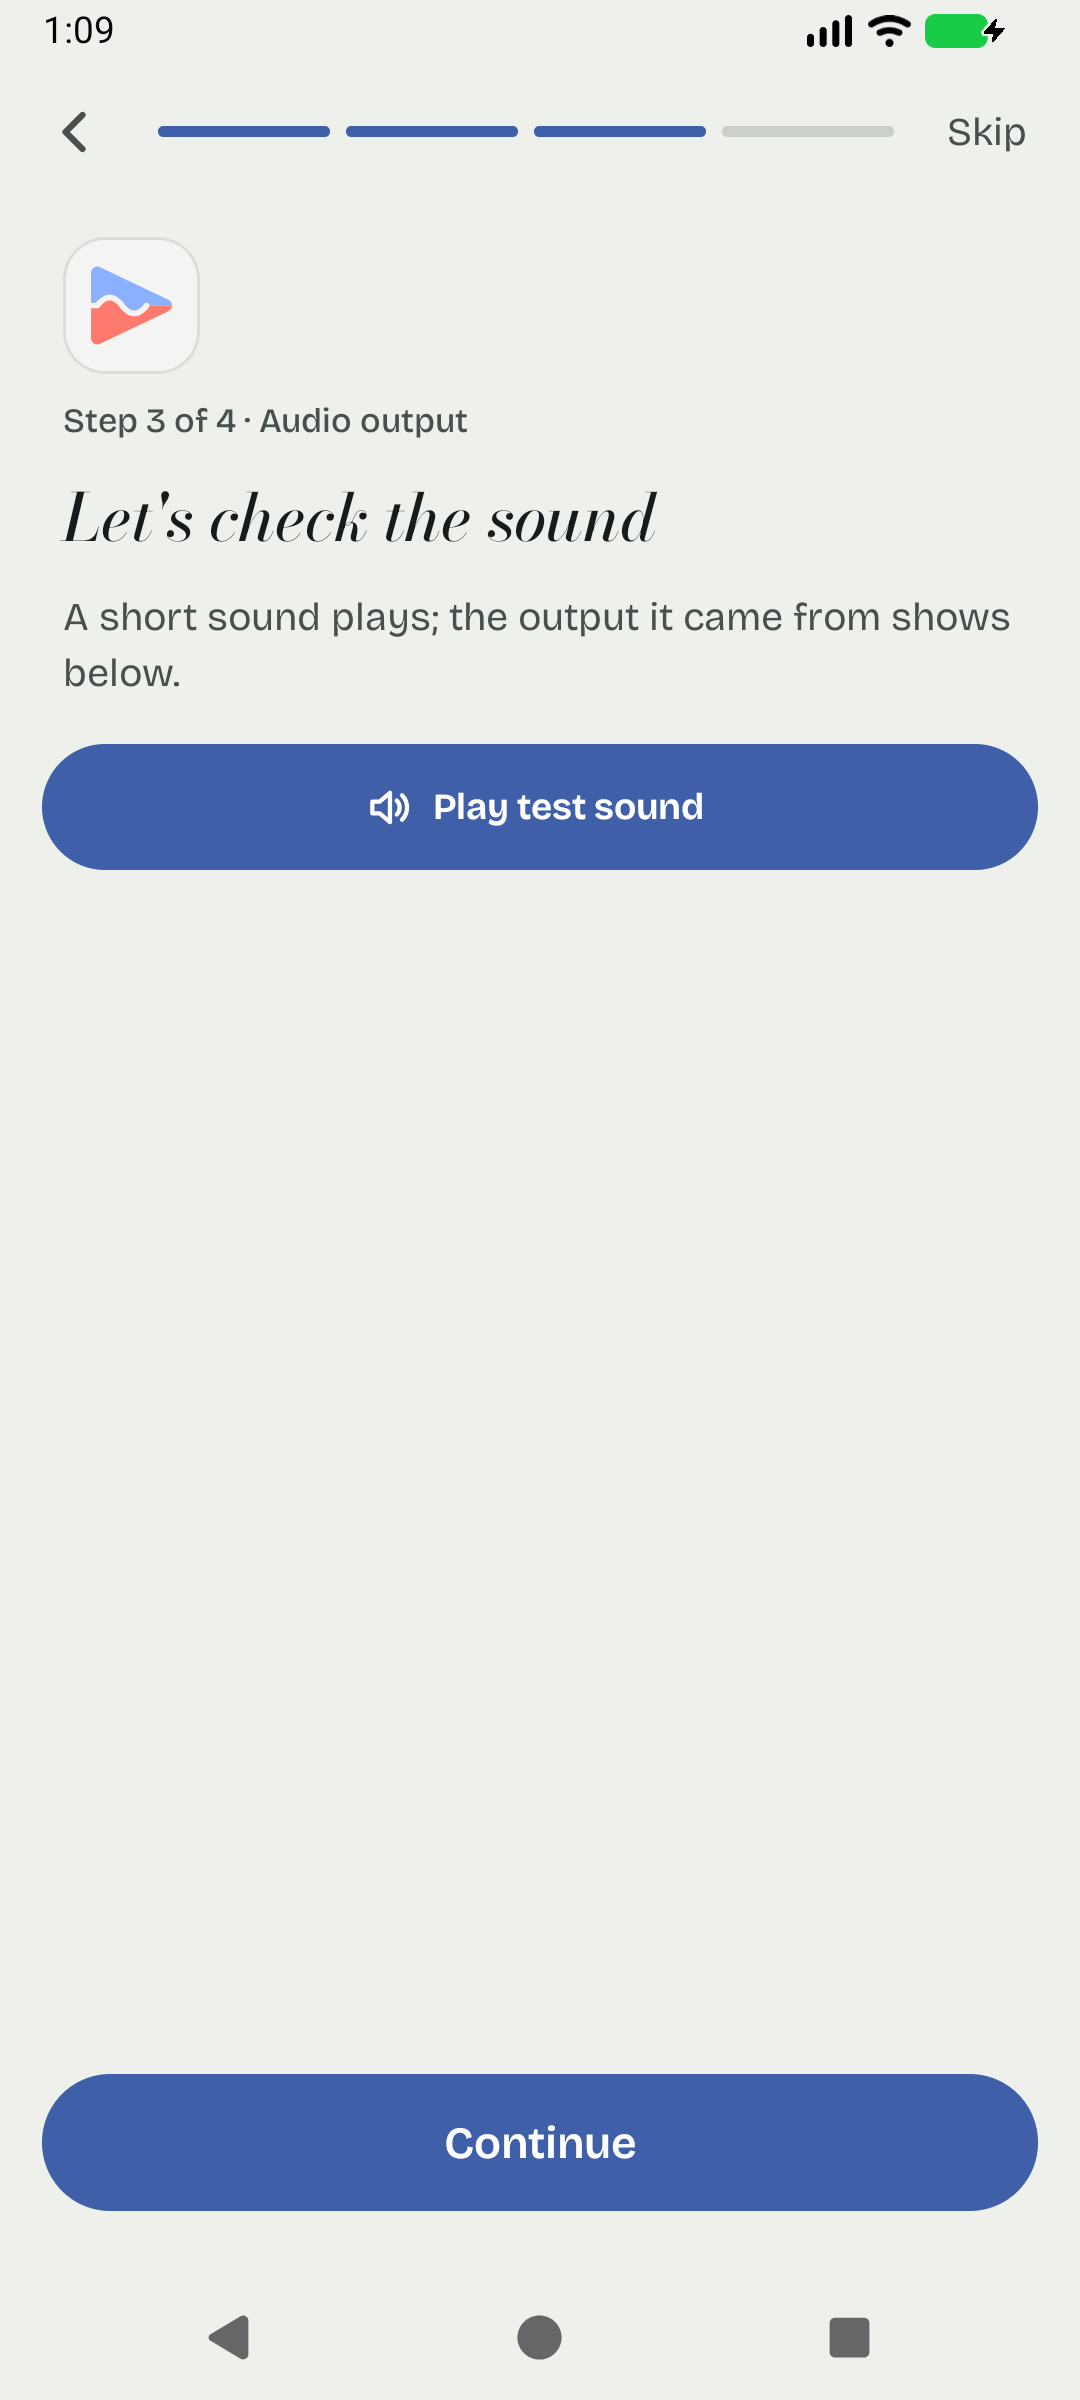 1:09
Skip
Step 3 of 4 · Audio output
Let's check the sound
A short sound plays; the output it came from shows
below.
Play test sound
Continue